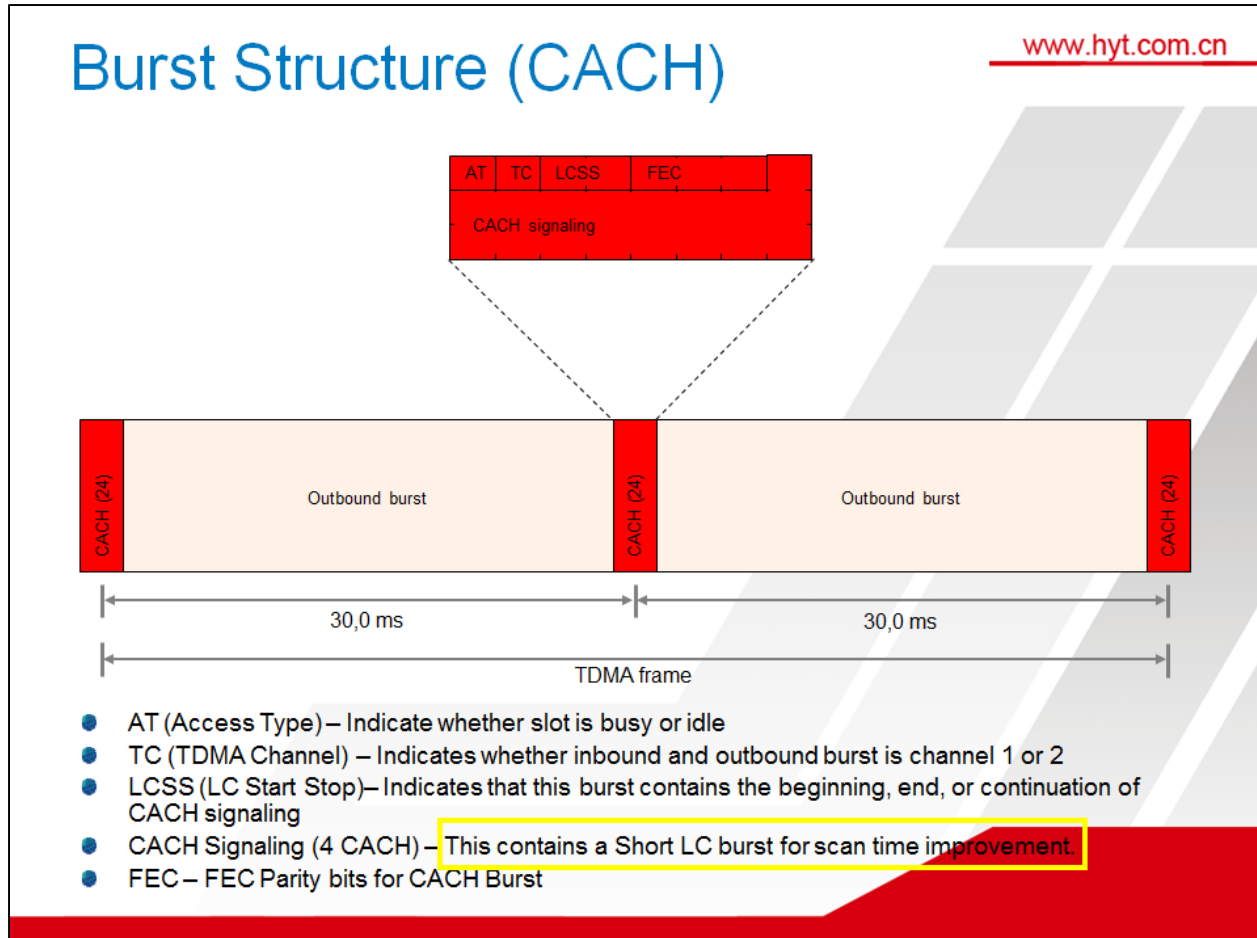 Burst Structure (CACH)
www.hyt.com.cn
AT TC LCSS FEC
CACH signaling
CACH (24)
Outbound burst
CACH (24)
Outbound burst
CACH (24)
30,0 ms
30,0 ms
TDMA frame
AT (Access Type) – Indicate whether slot is busy or idle
TC (TDMA Channel) – Indicates whether inbound and outbound burst is channel 1 or 2
LCSS (LC Start Stop)– Indicates that this burst contains the beginning, end, or continuation of
CACH signaling
CACH Signaling (4 CACH) – This contains a Short LC burst for scan time improvement.
FEC – FEC Parity bits for CACH Burst